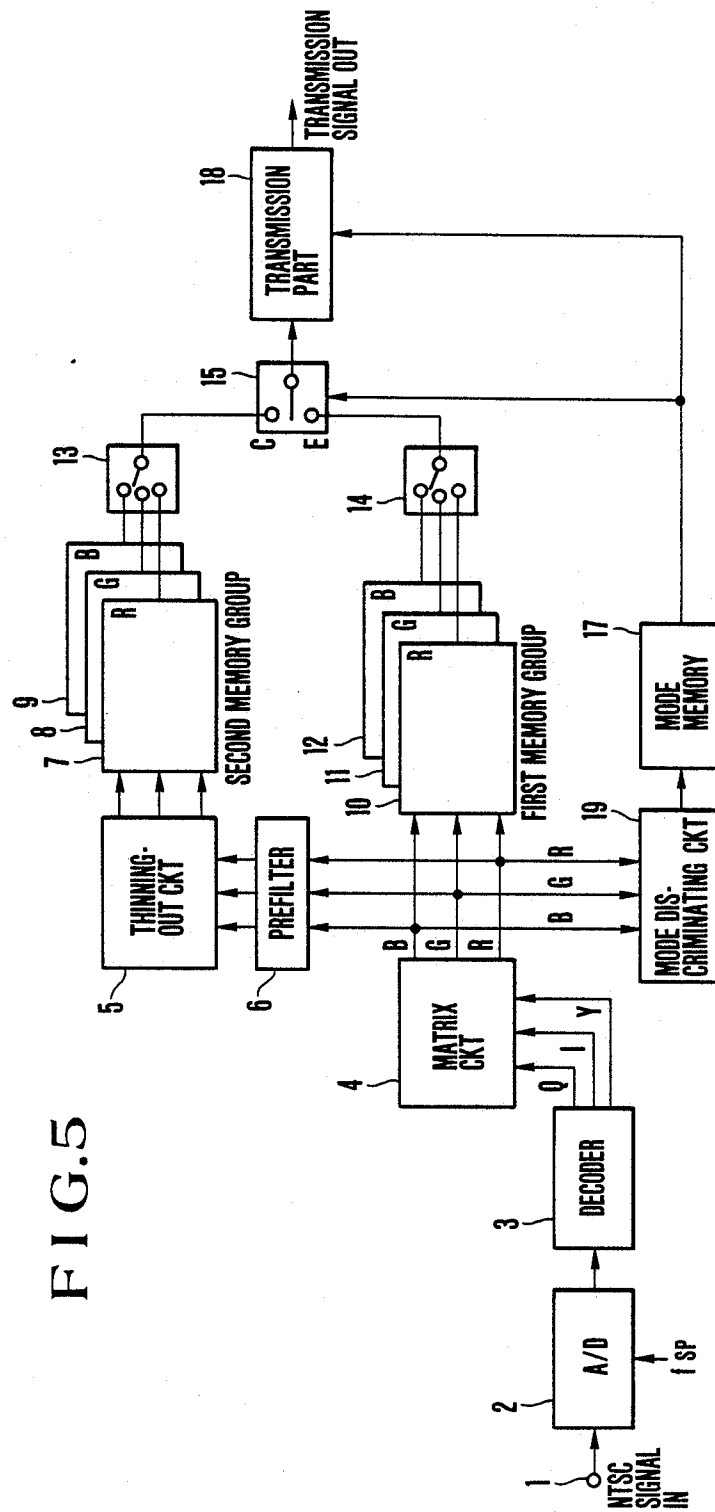 FIG.5
1
NTSC
SIGNAL
IN
2
A/D
f SP
3
DECODER
Q
I
Y
4
MATRIX
CKT
B
G
R
5
THINNING-
OUT CKT
6
PREFILTER
B
G
R
19
MODE DIS-
CRIMINATING CKT
17
MODE
MEMORY
7
8
9
R
G
B
SECOND MEMORY GROUP
10
11
12
R
G
B
FIRST MEMORY GROUP
13
14
15
C
E
18
TRANSMISSION
PART
TRANSMISSION
SIGNAL OUT